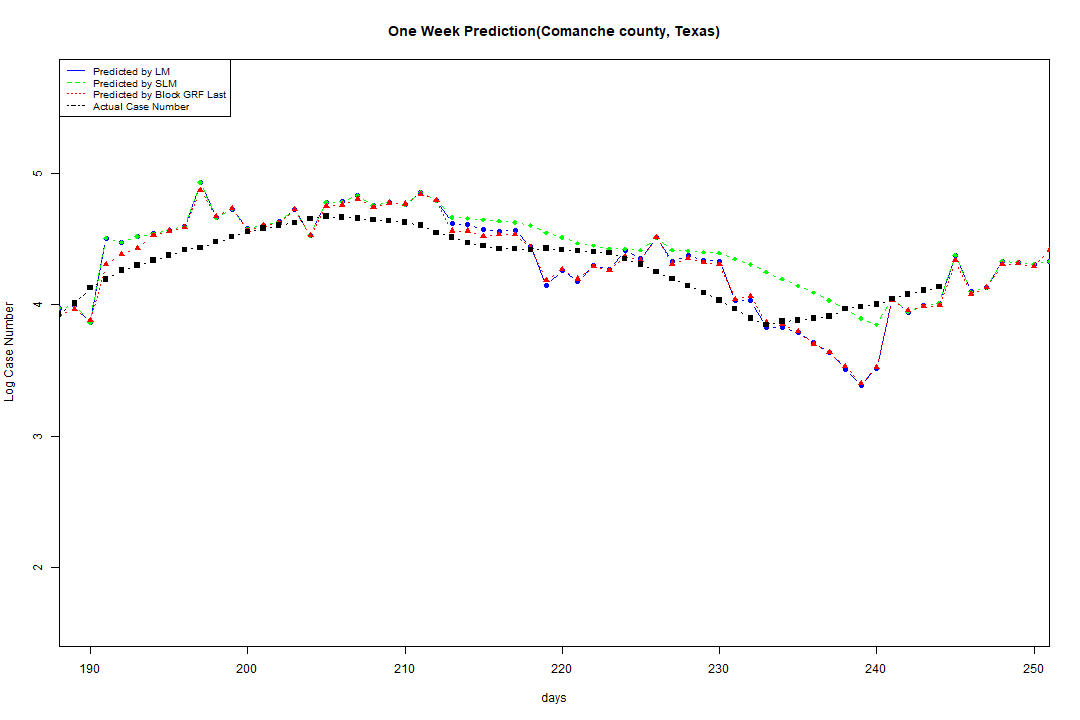 One Week Prediction(Comanche county, Texas)
Predicted by LM
Predicted by SLM
Predicted by Block GRF Last
Actual Case Number
5
4
3
2
Log Case Number
190 200 210 220 230 240 250
days